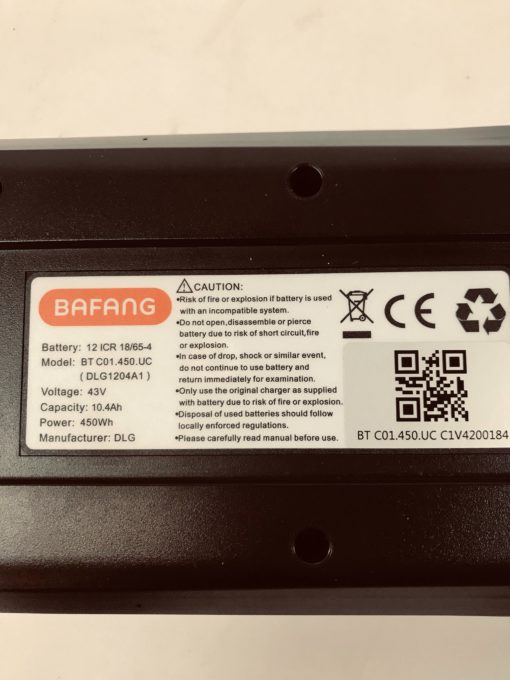 BAFANG
Battery: 12 ICR 18/65-4
Model: BT C01.450.UC
( DLG1204A1 )
Voltage: 43V
Capacity: 10.4Ah
Power: 450Wh
Manufacturer: DLG
CAUTION:
•Risk of fire or explosion if battery is used
with an incompatible system.
•Do not open,disassemble or pierce
battery due to risk of short circuit,fire
or explosion.
•In case of drop, shock or similar event,
do not continue to use battery and
return immediately for examination.
•Only use the original charger as supplied
with battery due to risk of fire or explosion.
•Disposal of used batteries should follow
locally enforced regulations.
•Please carefully read manual before use.
CE
BT C01.450.UC C1V4200184